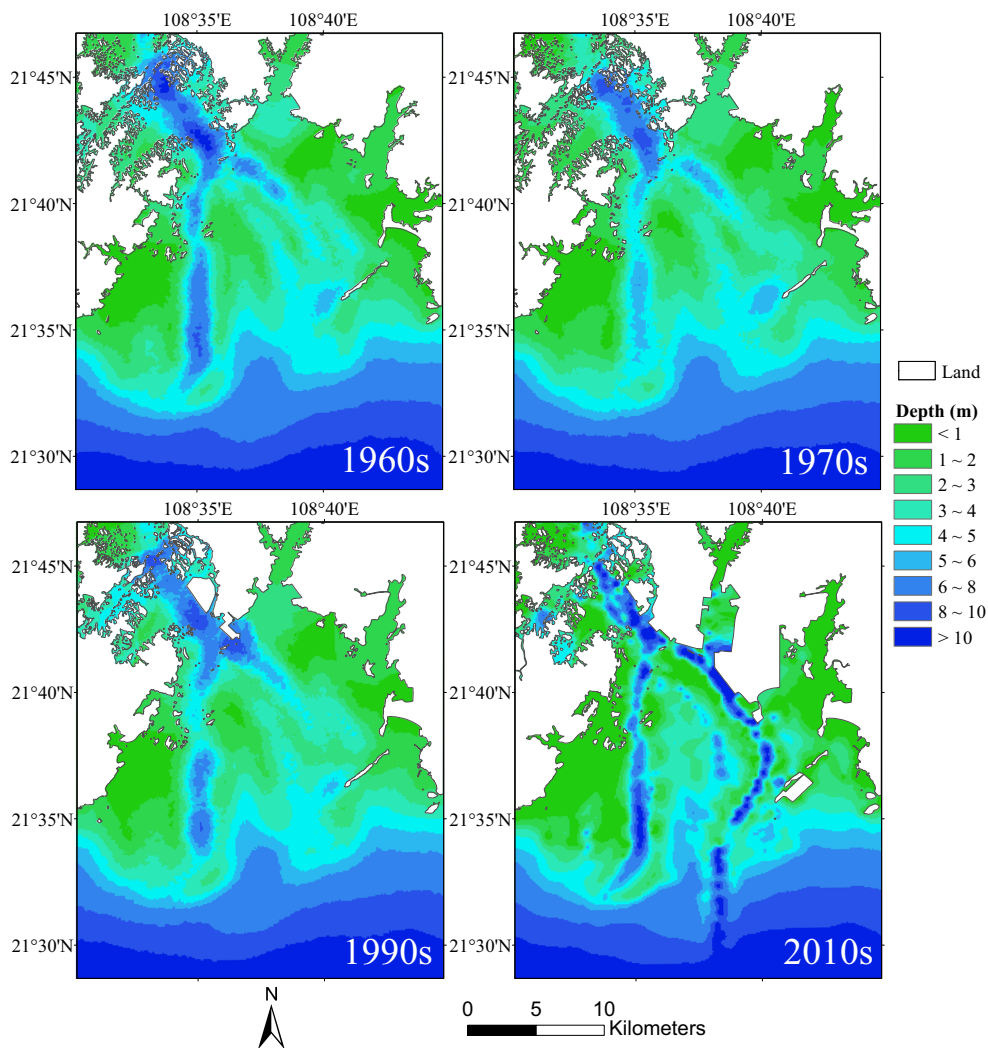 108°35'E 108°40'E 108°35'E 108°40'E
21°45'N 21°45'N
21°40'N 21°40'N
21°35'N 21°35'N
21°30'N 21°30'N
1960s 1970s
Land
Depth (m)
< 1
1 ~ 2
2 ~ 3
3 ~ 4
4 ~ 5
5 ~ 6
6 ~ 8
8 ~ 10
> 10
108°35'E 108°40'E 108°35'E 108°40'E
21°45'N 21°45'N
21°40'N 21°40'N
21°35'N 21°35'N
21°30'N 21°30'N
1990s 2010s
N
0 5 10
Kilometers